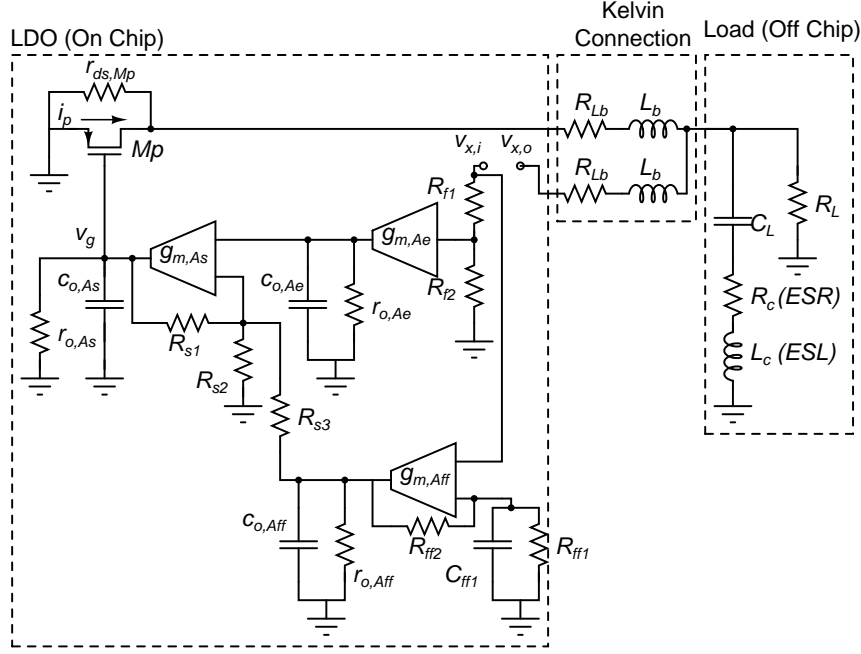 Kelvin
Connection
LDO (On Chip)
Load (Off Chip)
r_ds,Mp
i_p
Mp
R_Lb
L_b
v_x,i
v_x,o
R_Lb
L_b
R_f1
R_L
C_L
v_g
g_m,As
g_m,Ae
c_o,As
c_o,Ae
R_f2
r_o,As
R_s1
r_o,Ae
R_c (ESR)
R_s2
L_c (ESL)
R_s3
g_m,Aff
c_o,Aff
R_ff2
R_ff1
r_o,Aff
C_ff1